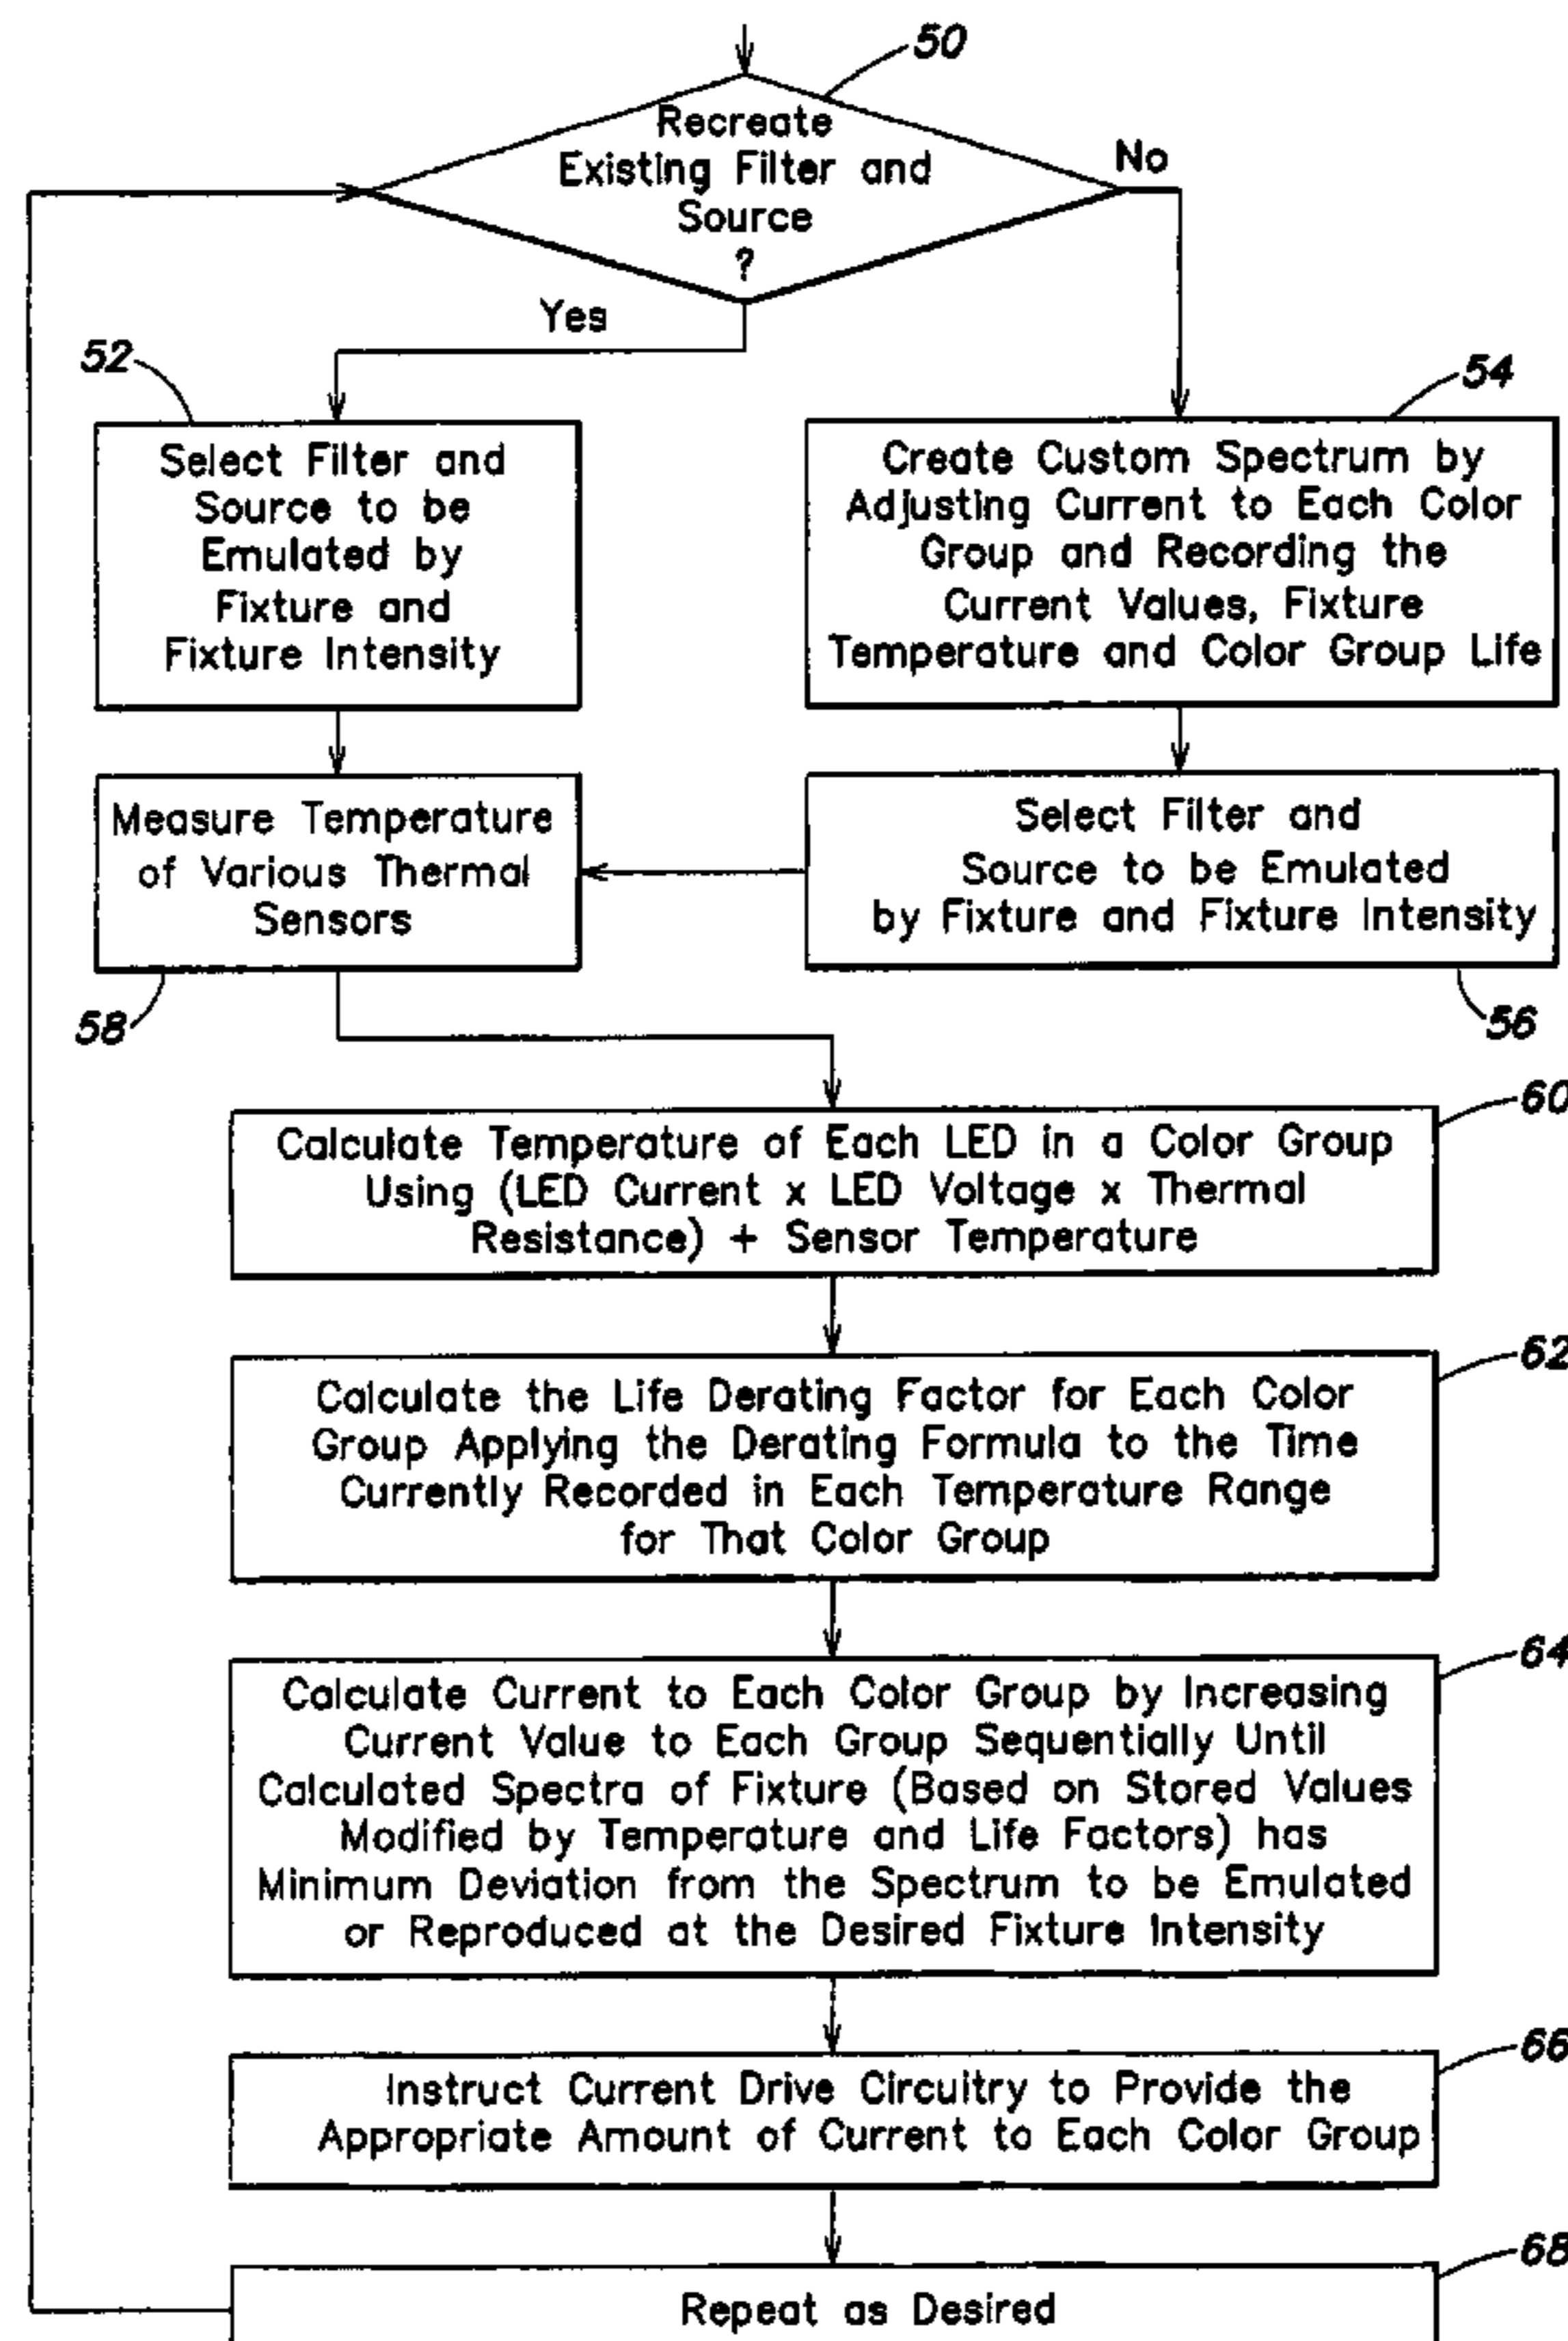 50
Recreate
Existing Filter and
Source
?
No
Yes
52
Select Filter and
Source to be
Emulated by
Fixture and
Fixture Intensity
54
Create Custom Spectrum by
Adjusting Current to Each Color
Group and Recording the
Current Values, Fixture
Temperature and Color Group Life
Measure Temperature
of Various Thermal
Sensors
58
Select Filter and
Source to be Emulated
by Fixture and Fixture Intensity
56
60
Calculate Temperature of Each LED in a Color Group
Using (LED Current x LED Voltage x Thermal
Resistance) + Sensor Temperature
62
Calculate the Life Derating Factor for Each Color
Group Applying the Derating Formula to the Time
Currently Recorded in Each Temperature Range
for That Color Group
64
Calculate Current to Each Color Group by Increasing
Current Value to Each Group Sequentially Until
Calculated Spectra of Fixture (Based on Stored Values
Modified by Temperature and Life Factors) has
Minimum Deviation from the Spectrum to be Emulated
or Reproduced at the Desired Fixture Intensity
66
Instruct Current Drive Circuitry to Provide the
Appropriate Amount of Current to Each Color Group
68
Repeat as Desired